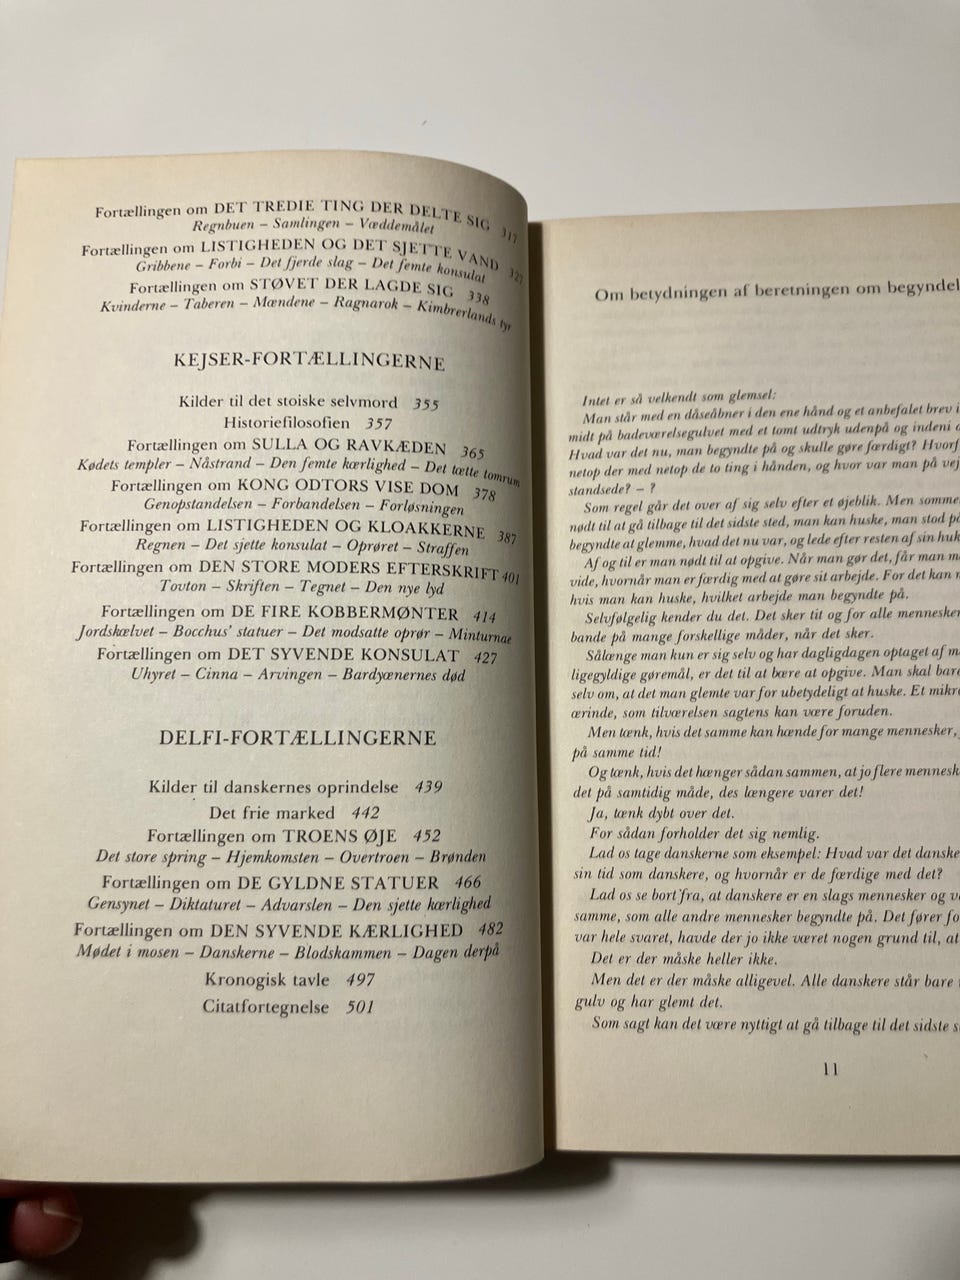 Fortællingen om DET TREDIE TING DER DELTE SIG 317
Regnbuen – Samlingen – Væddemålet
Fortællingen om LISTIGHEDEN OG DET SJETTE VAND 327
Gribbene – Forbi – Det fjerde slag – Det femte konsulat
Fortællingen om STØVET DER LAGDE SIG 338
Kvinderne – Taberen – Mændene – Ragnarok – Kimbrerlands tyr
KEJSER-FORTÆLLINGERNE
Kilder til det stoiske selvmord 355
Historiefilosofien 357
Fortællingen om SULLA OG RAVKÆDEN 365
Kødets templer – Nåstrand – Den femte kærlighed – Det tætte tomrum
Fortællingen om KONG ODTORS VISE DOM 378
Genopstandelsen – Forbandelsen – Forløsningen
Fortællingen om LISTIGHEDEN OG KLOAKKERNE 387
Regnen – Det sjette konsulat – Oprøret – Straffen
Fortællingen om DEN STORE MODERS EFTERSKRIFT 401
Tovton – Skriften – Tegnet – Den nye lyd
Fortællingen om DE FIRE KOBBERMØNTER 414
Jordskælvet – Bocchus' statuer – Det modsatte oprør – Minturnae
Fortællingen om DET SYVENDE KONSULAT 427
Uhyret – Cinna – Arvingen – Bardyænernes død
DELFI-FORTÆLLINGERNE
Kilder til danskernes oprindelse 439
Det frie marked 442
Fortællingen om TROENS ØJE 452
Det store spring – Hjemkomsten – Overtroen – Brønden
Fortællingen om DE GYLDNE STATUER 466
Gensynet – Diktaturet – Advarslen – Den sjette kærlighed
Fortællingen om DEN SYVENDE KÆRLIGHED 482
Mødet i mosen – Danskerne – Blodskammen – Dagen derpå
Kronogisk tavle 497
Citatfortegnelse 501
Om betydningen af beretningen om begyndel
Intet er så velkendt som glemsel:
Man står med en dåseåbner i den ene hånd og et anbefalet brev i
midt på badeværelsegulvet med et tomt udtryk udenpå og indeni
Hvad var det nu, man begyndte på og skulle gøre færdigt? Hvorf
netop der med netop de to ting i hånden, og hvor var man på vej
standsede? – ?
Som regel går det over af sig selv efter et øjeblik. Men somme
nødt til at gå tilbage til det sidste sted, man kan huske, man stod på
begyndte at glemme, hvad det nu var, og lede efter resten af sin huk
Af og til er man nødt til at opgive. Når man gør det, får man
vide, hvornår man er færdig med at gøre sit arbejde. For det kan
hvis man kan huske, hvilket arbejde man begyndte på.
Selvfølgelig kender du det. Det sker tit og for alle mennesker
bande på mange forskellige måder, når det sker.
Sålænge man kun er sig selv og har dagligdagen optaget af
ligegyldige gøremål, er det til at bære at opgive. Man skal bare
selv om, at det man glemte var for ubetydeligt at huske. Et mikr
ærinde, som tilværelsen sagtens kan være foruden.
Men tænk, hvis det samme kan hænde for mange mennesker,
på samme tid!
Og tænk, hvis det hænger sådan sammen, at jo flere mennesk
det på samtidig måde, des længere varer det!
Ja, tænk dybt over det.
For sådan forholder det sig nemlig.
Lad os tage danskerne som eksempel: Hvad var det danske
sin tid som danskere, og hvornår er de færdige med det?
Lad os se bort fra, at danskere er en slags mennesker og
samme, som alle andre mennesker begyndte på. Det fører fo
var hele svaret, havde der jo ikke været nogen grund til, at
Det er der måske heller ikke.
Men det er der måske alligevel. Alle danskere står bare
gulv og har glemt det.
Som sagt kan det være nyttigt at gå tilbage til det sidste s
11